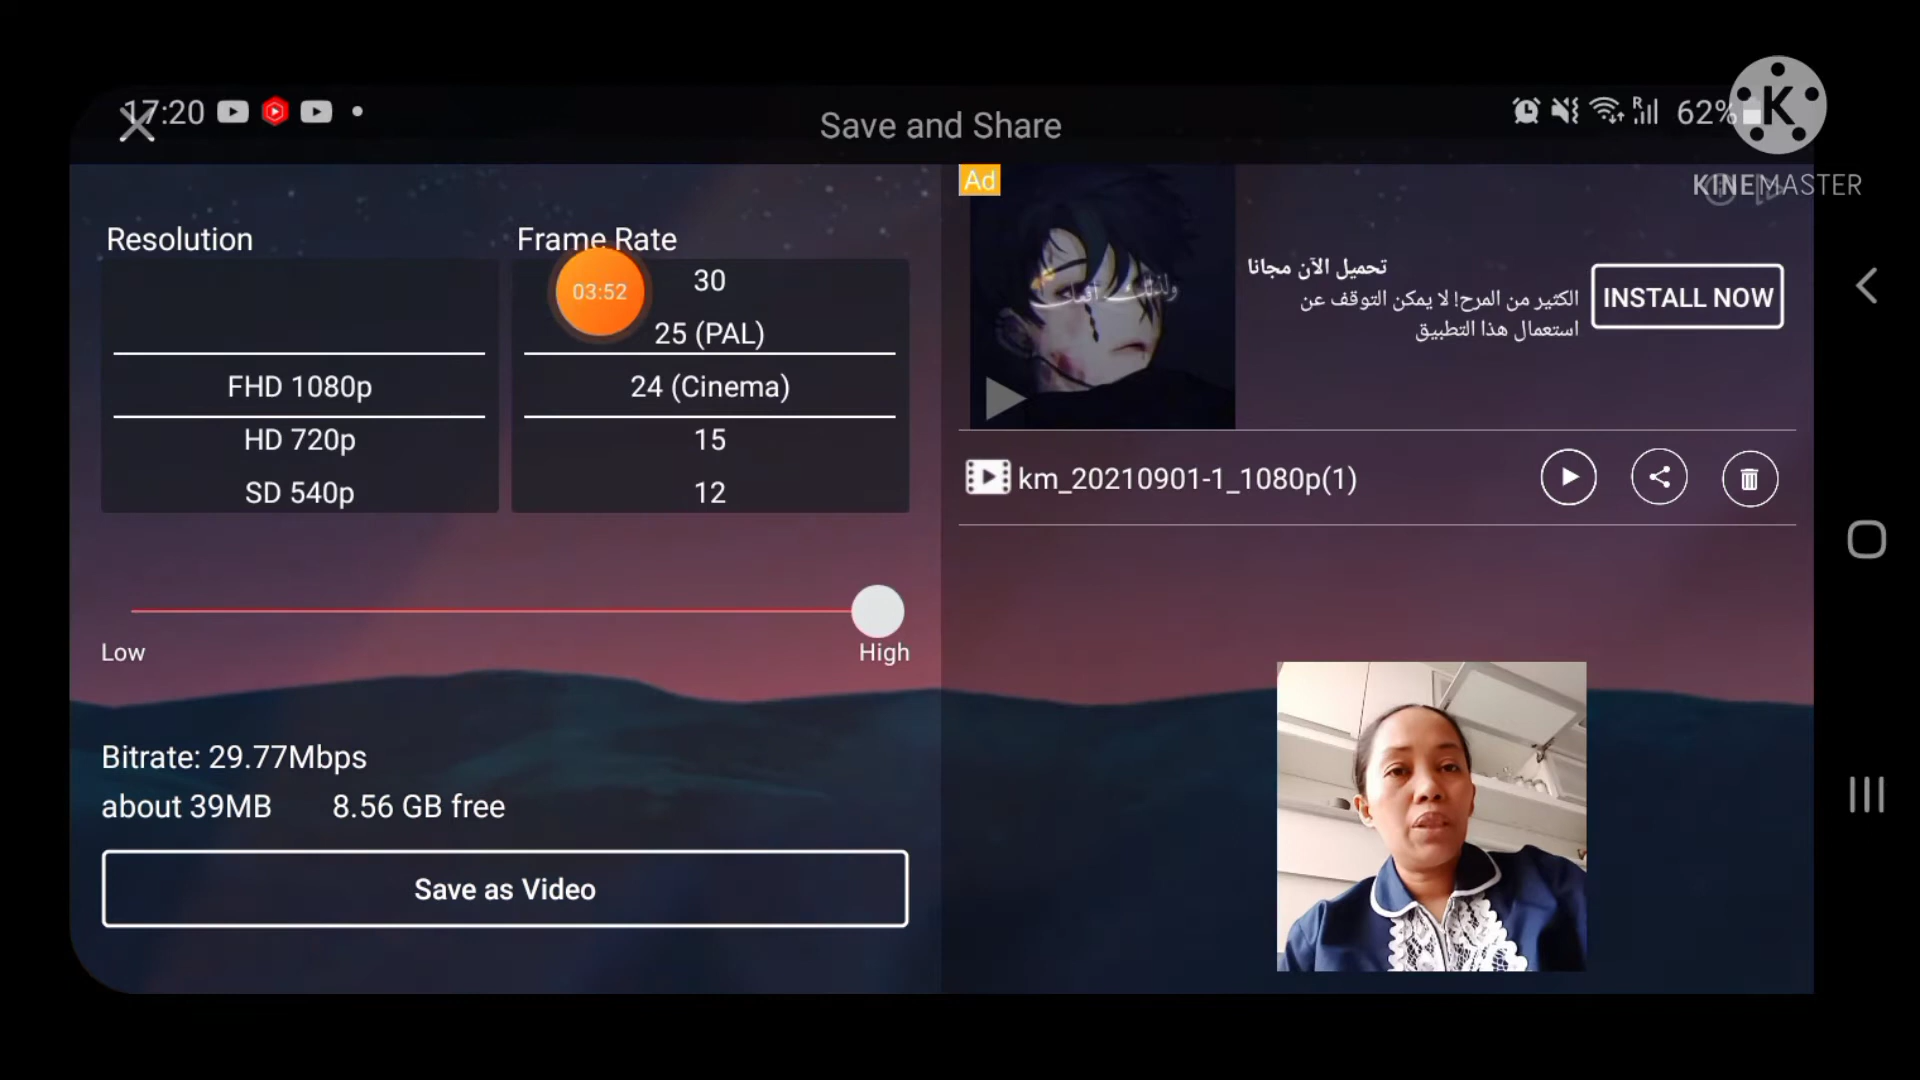 17:20
Save and Share
62%
K
KINEMASTER
Resolution
FHD 1080p
HD 720p
SD 540p
Frame Rate
03:52
30
25 (PAL)
24 (Cinema)
15
12
Low
High
Bitrate: 29.77Mbps
about 39MB 8.56 GB free
Save as Video
Ad
تحميل الآن مجانا
الكثير من المرح! لا يمكن التوقف عن
استعمال هذا التطبيق
INSTALL NOW
km_20210901-1_1080p(1)